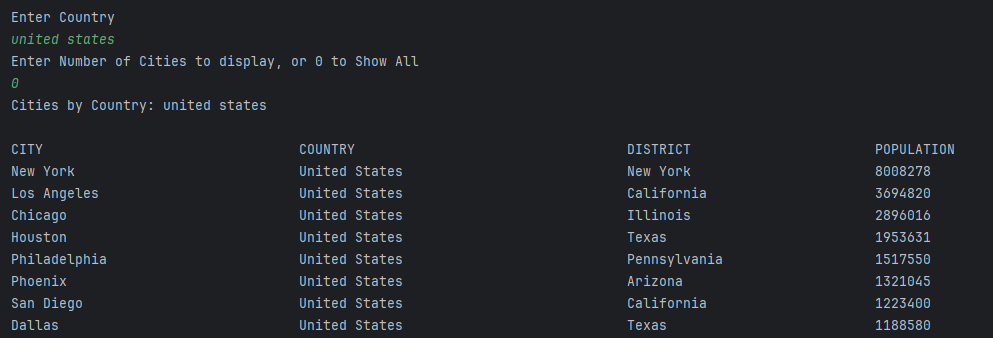 Enter Country
united states
Enter Number of Cities to display, or 0 to Show All
0
Cities by Country: united states
CITY COUNTRY DISTRICT POPULATION
New York United States New York 8008278
Los Angeles United States California 3694820
Chicago United States Illinois 2896016
Houston United States Texas 1953631
Philadelphia United States Pennsylvania 1517550
Phoenix United States Arizona 1321045
San Diego United States California 1223400
Dallas United States Texas 1188580